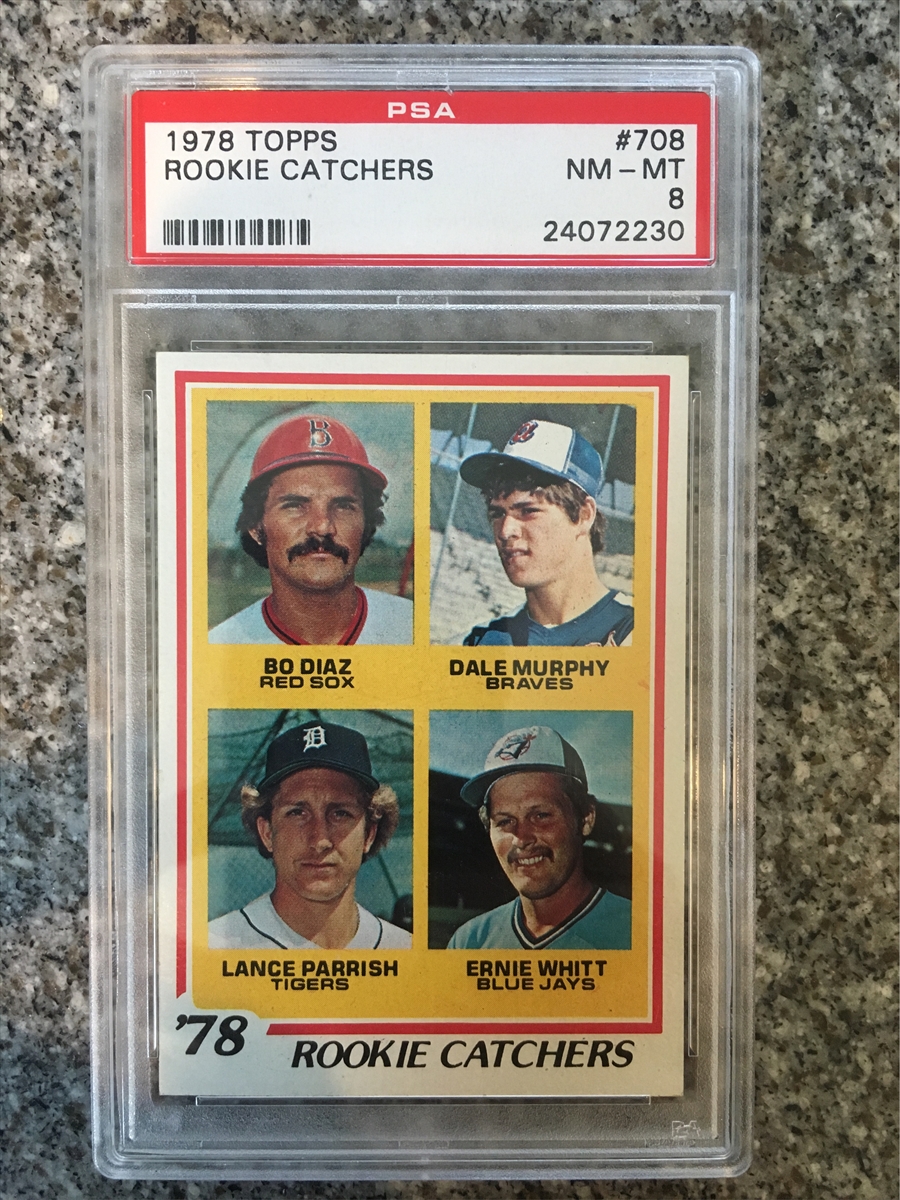 PSA
1978 TOPPS #708
ROOKIE CATCHERS NM - MT
8
24072230
B
BO DIAZ DALE MURPHY
RED SOX BRAVES
D
LANCE PARRISH ERNIE WHITT
TIGERS BLUE JAYS
'78
ROOKIE CATCHERS
PSA